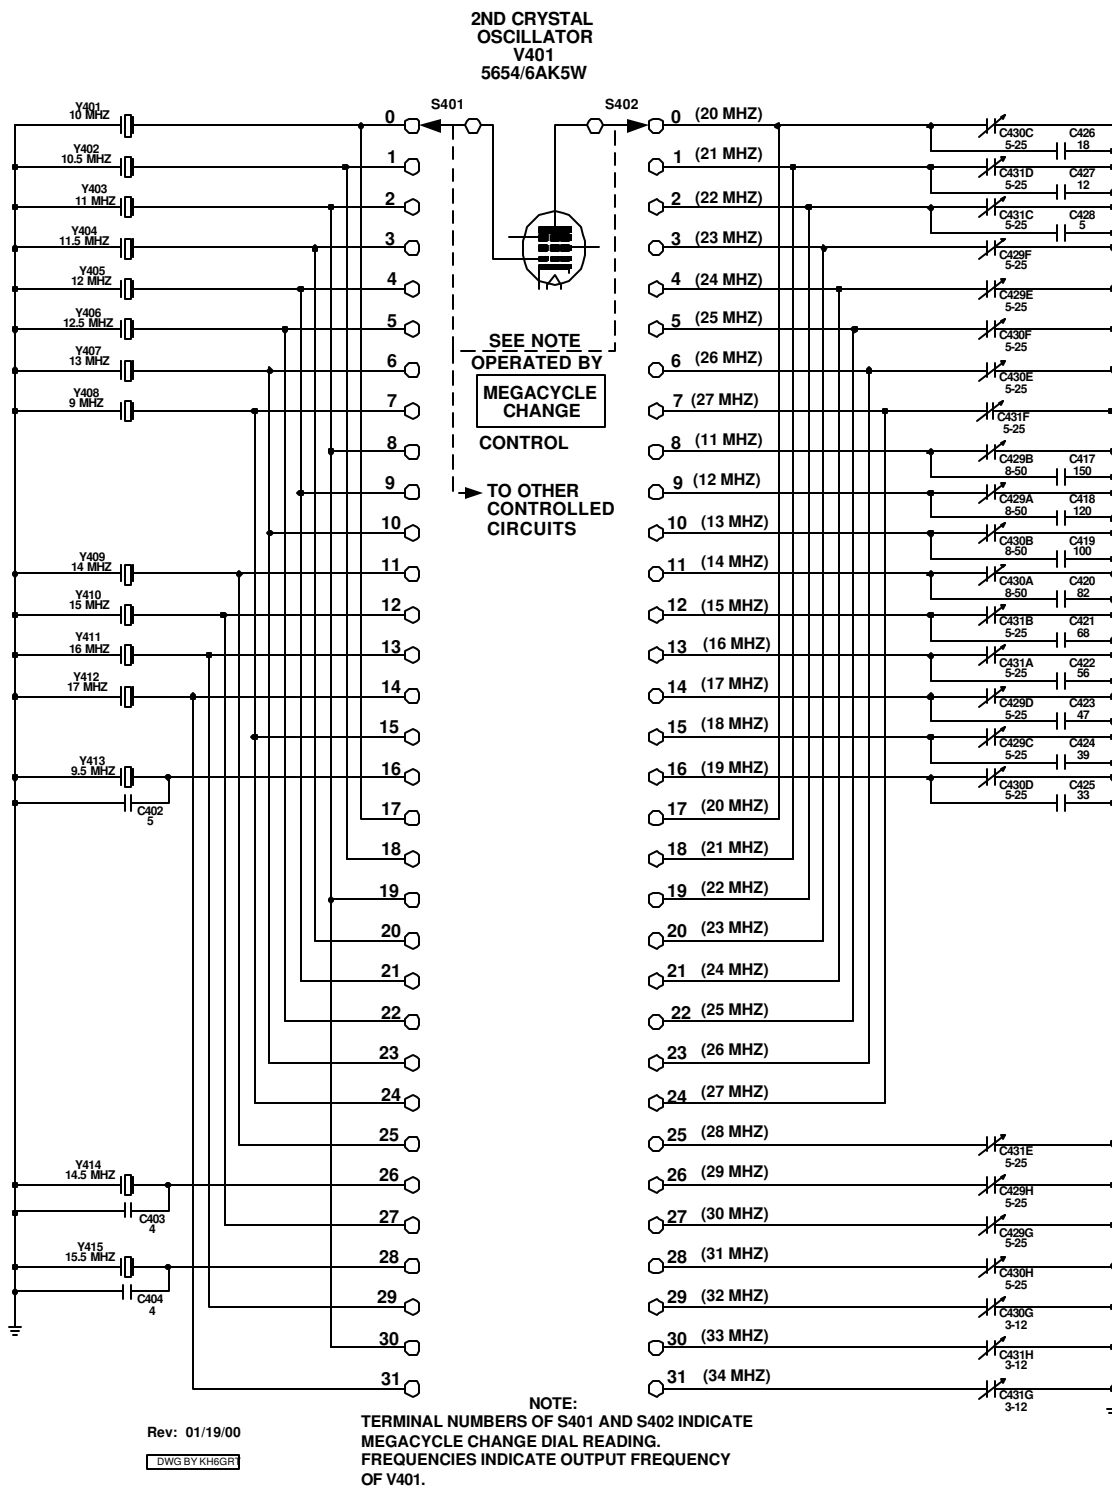 2ND CRYSTAL
OSCILLATOR
V401
5654/6AK5W
S401
S402
Y401
10 MHZ
0
0 (20 MHZ)
C430C
5-25
C426
18
Y402
10.5 MHZ
1
1 (21 MHZ)
C431D
5-25
C427
12
Y403
11 MHZ
2
2 (22 MHZ)
C431C
5-25
C428
5
Y404
11.5 MHZ
3
3 (23 MHZ)
C429F
5-25
Y405
12 MHZ
4
4 (24 MHZ)
C429E
5-25
Y406
12.5 MHZ
5
5 (25 MHZ)
C430F
5-25
Y407
13 MHZ
6
6 (26 MHZ)
C430E
5-25
Y408
9 MHZ
7
7 (27 MHZ)
C431F
5-25
SEE NOTE
OPERATED BY
MEGACYCLE
CHANGE
CONTROL
TO OTHER
CONTROLLED
CIRCUITS
8
8 (11 MHZ)
C429B
8-50
C417
150
9
9 (12 MHZ)
C429A
8-50
C418
120
10
10 (13 MHZ)
C430B
8-50
C419
100
Y409
14 MHZ
11
11 (14 MHZ)
C430A
8-50
C420
82
Y410
15 MHZ
12
12 (15 MHZ)
C431B
5-25
C421
68
Y411
16 MHZ
13
13 (16 MHZ)
C431A
5-25
C422
56
Y412
17 MHZ
14
14 (17 MHZ)
C429D
5-25
C423
47
15
15 (18 MHZ)
C429C
5-25
C424
39
Y413
9.5 MHZ
C402
5
16
16 (19 MHZ)
C430D
5-25
C425
33
17
17 (20 MHZ)
18
18 (21 MHZ)
19
19 (22 MHZ)
20
20 (23 MHZ)
21
21 (24 MHZ)
22
22 (25 MHZ)
23
23 (26 MHZ)
24
24 (27 MHZ)
25
25 (28 MHZ)
C431E
5-25
Y414
14.5 MHZ
C403
4
26
26 (29 MHZ)
C429H
5-25
27
27 (30 MHZ)
C429G
5-25
Y415
15.5 MHZ
C404
4
28
28 (31 MHZ)
C430H
5-25
29
29 (32 MHZ)
C430G
3-12
30
30 (33 MHZ)
C431H
3-12
31
31 (34 MHZ)
C431G
3-12
NOTE:
TERMINAL NUMBERS OF S401 AND S402 INDICATE
MEGACYCLE CHANGE DIAL READING.
FREQUENCIES INDICATE OUTPUT FREQUENCY
OF V401.
Rev: 01/19/00
DWG BY KH6GRT